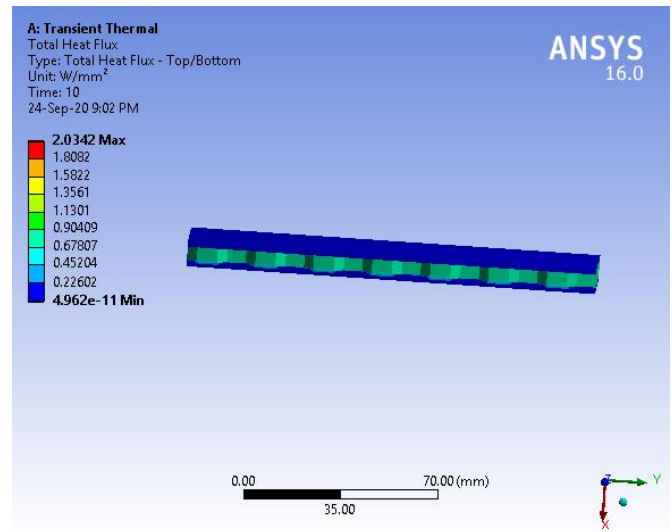 A: Transient Thermal
Total Heat Flux
Type: Total Heat Flux - Top/Bottom
Unit: W/mm²
Time: 10
24-Sep-20 9:02 PM
ANSYS
16.0
2.0342 Max
1.8082
1.5822
1.3561
1.1301
0.90409
0.67807
0.45204
0.22602
4.962e-11 Min
0.00
70.00 (mm)
35.00
Z
Y
X